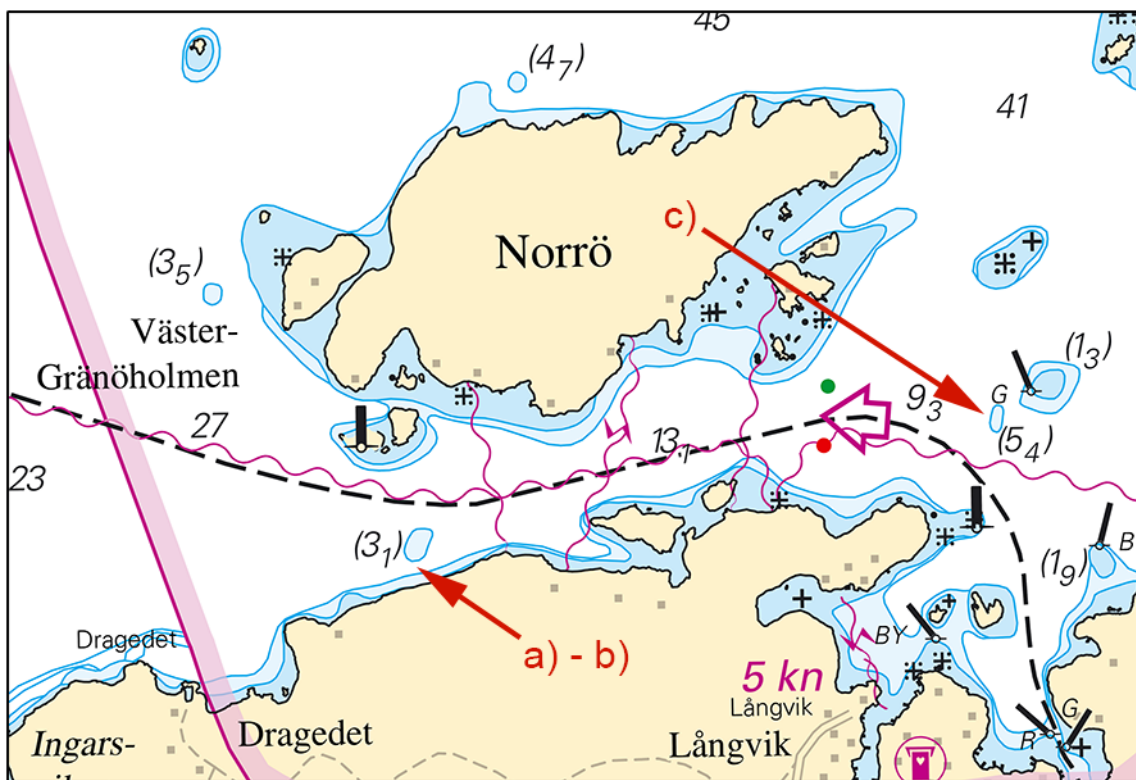 45
(4₇)
41
c)
Norrö
(3₅)
Väster-
Gränöholmen
(1₃)
G
9₃
(5₄)
27
13₁
23
(3₁)
B
(1₉)
a) - b)
Dragedet
BY
5 kn
Långvik
G
R
Dragedet
Långvik
Ingars-